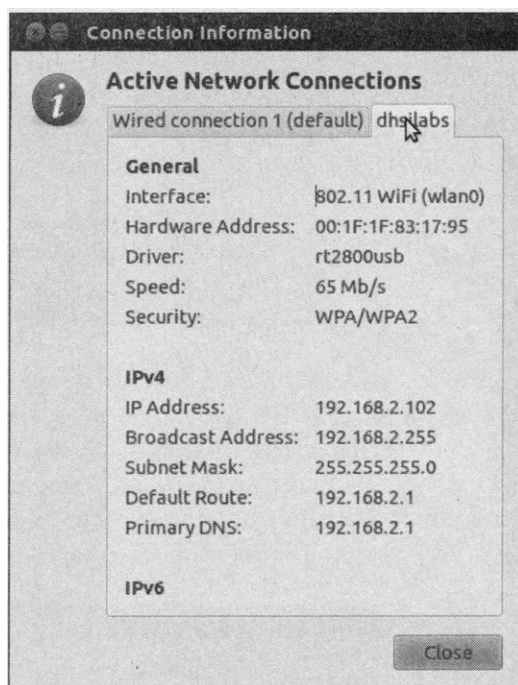 Connection Information
Active Network Connections
Wired connection 1 (default) dhsilabs
General
Interface: 802.11 WiFi (wlan0)
Hardware Address: 00:1F:1F:83:17:95
Driver: rt2800usb
Speed: 65 Mb/s
Security: WPA/WPA2
IPv4
IP Address: 192.168.2.102
Broadcast Address: 192.168.2.255
Subnet Mask: 255.255.255.0
Default Route: 192.168.2.1
Primary DNS: 192.168.2.1
IPv6
Close